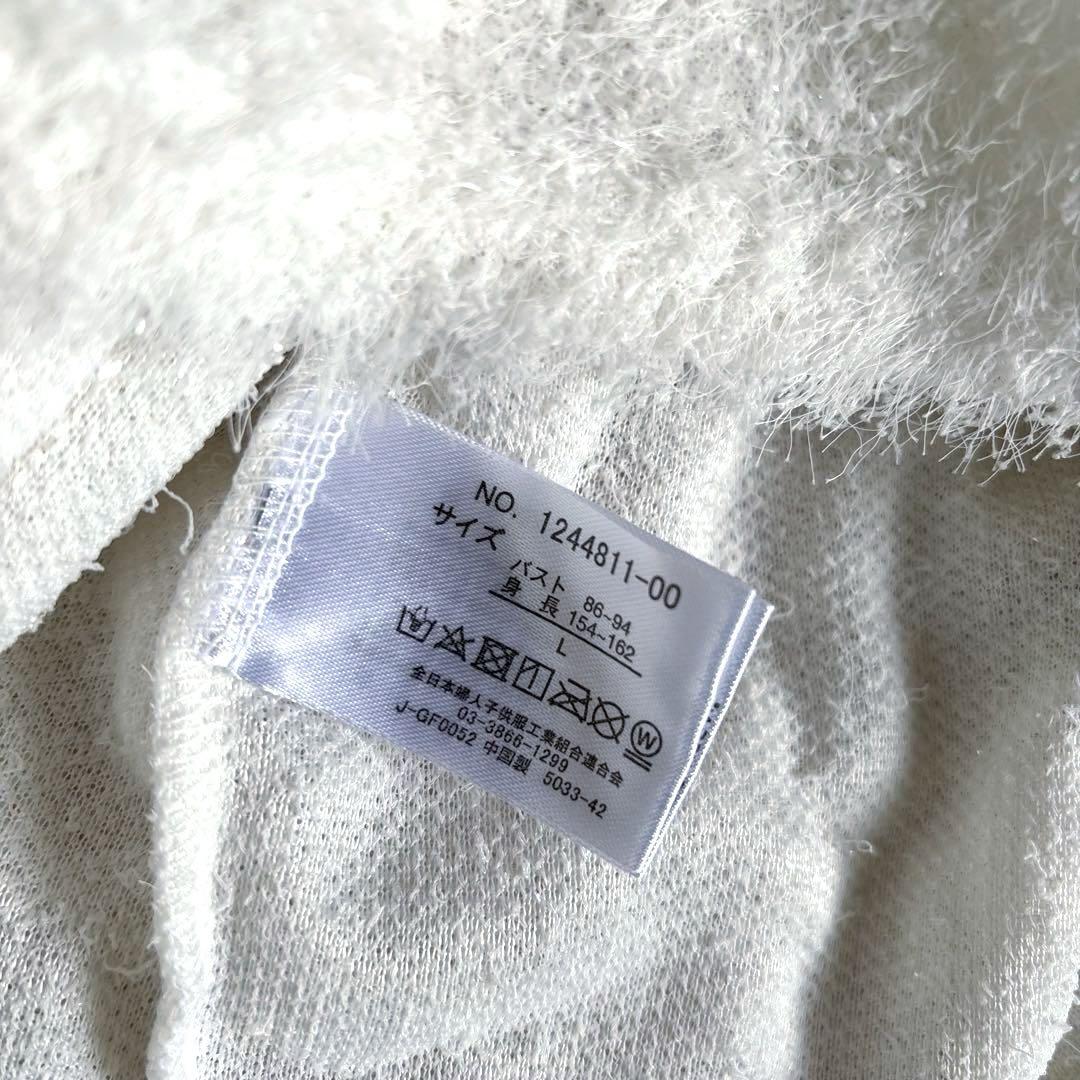 NO. 1244811-00
サイズ
バスト 86-94
身長 154-162
L
W
全日本婦人子供服工業組合連合会
03-3866-1299
J-GF0052 中国製 5033-42